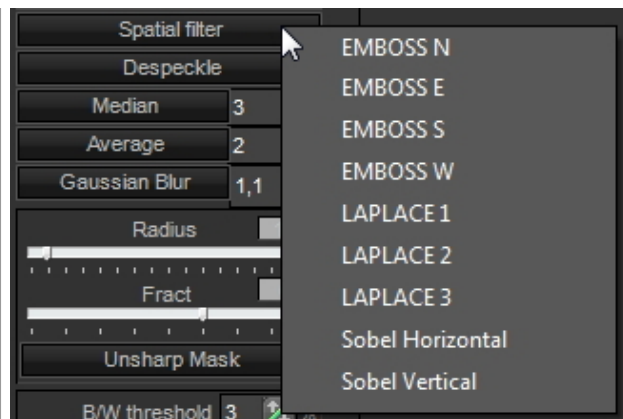 Spatial filter
Despeckle
Median 3
Average 2
Gaussian Blur 1,1
Radius
Fract
Unsharp Mask
B/W threshold 3
EMBOSS N
EMBOSS E
EMBOSS S
EMBOSS W
LAPLACE 1
LAPLACE 2
LAPLACE 3
Sobel Horizontal
Sobel Vertical